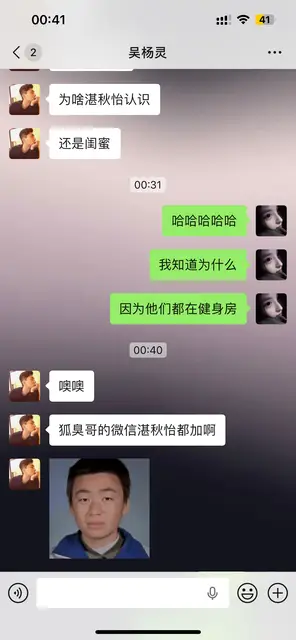 00:41
41
2
吴杨灵
为啥湛秋怡认识
还是闺蜜
00:31
哈哈哈哈哈
我知道为什么
因为他们都在健身房
00:40
噢噢
狐臭哥的微信湛秋怡都加啊